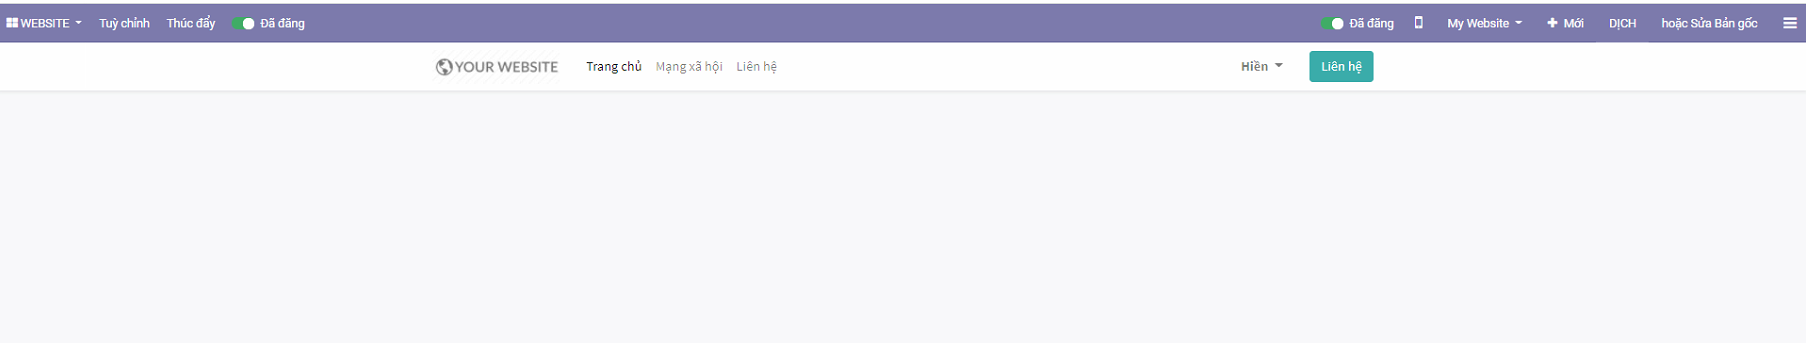 WEBSITE Tuỳ chỉnh Thúc đẩy Đã đăng Đã đăng My Website Mới DỊCH hoặc Sửa Bản gốc
YOUR WEBSITE Trang chủ Mạng xã hội Liên hệ Hiền Liên hệ